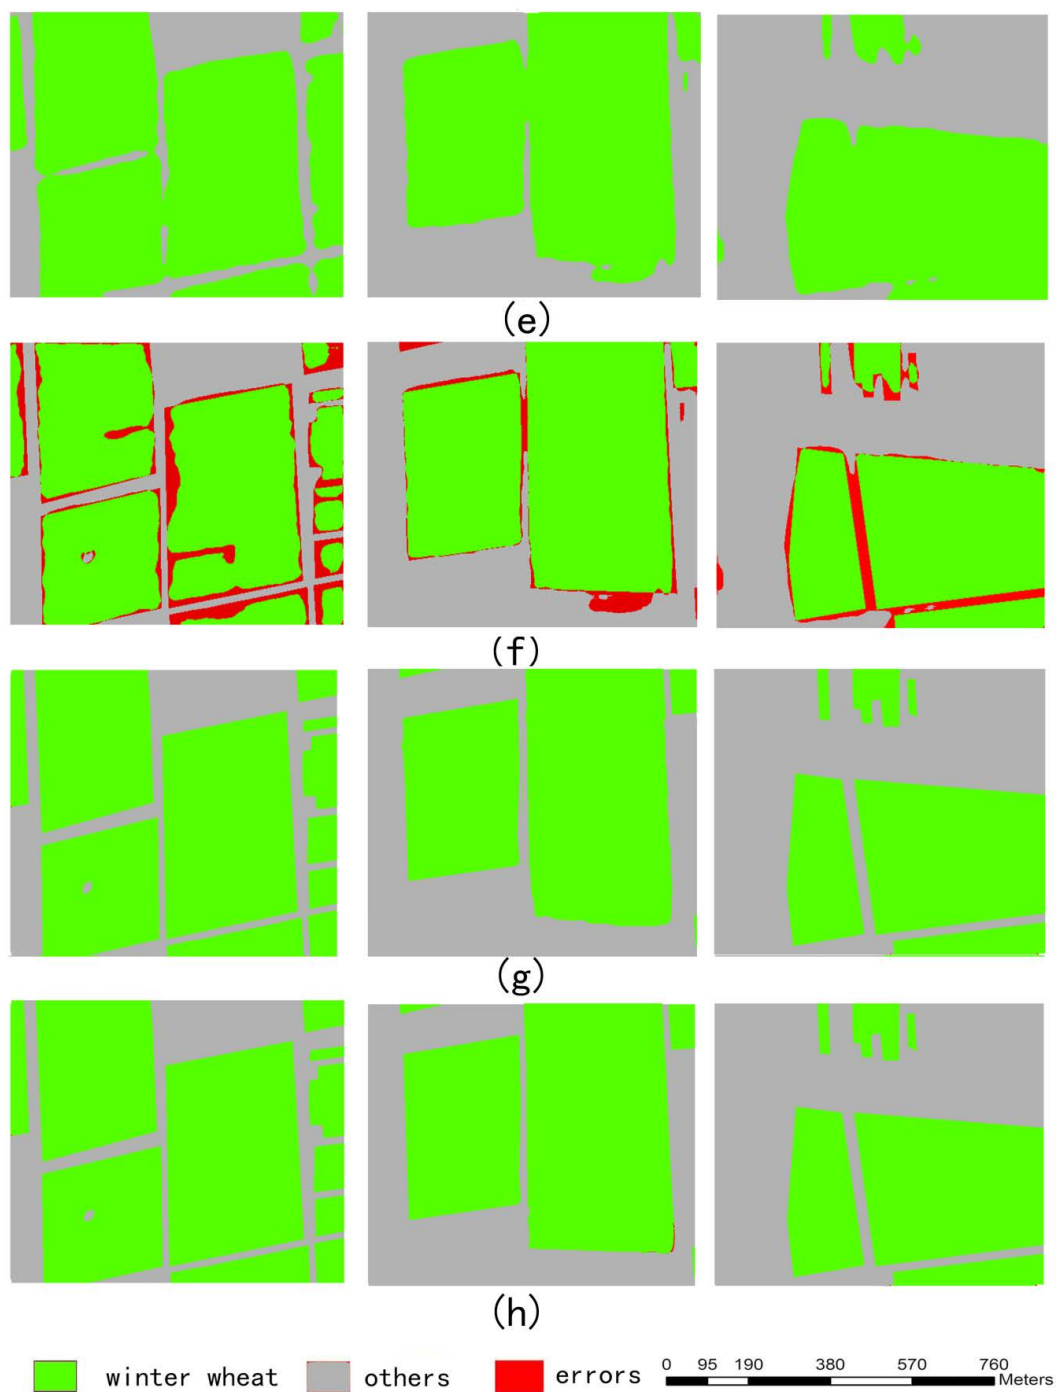 (e)
(f)
(g)
(h)
winter wheat others errors 0 95 190 380 570 760
Meters